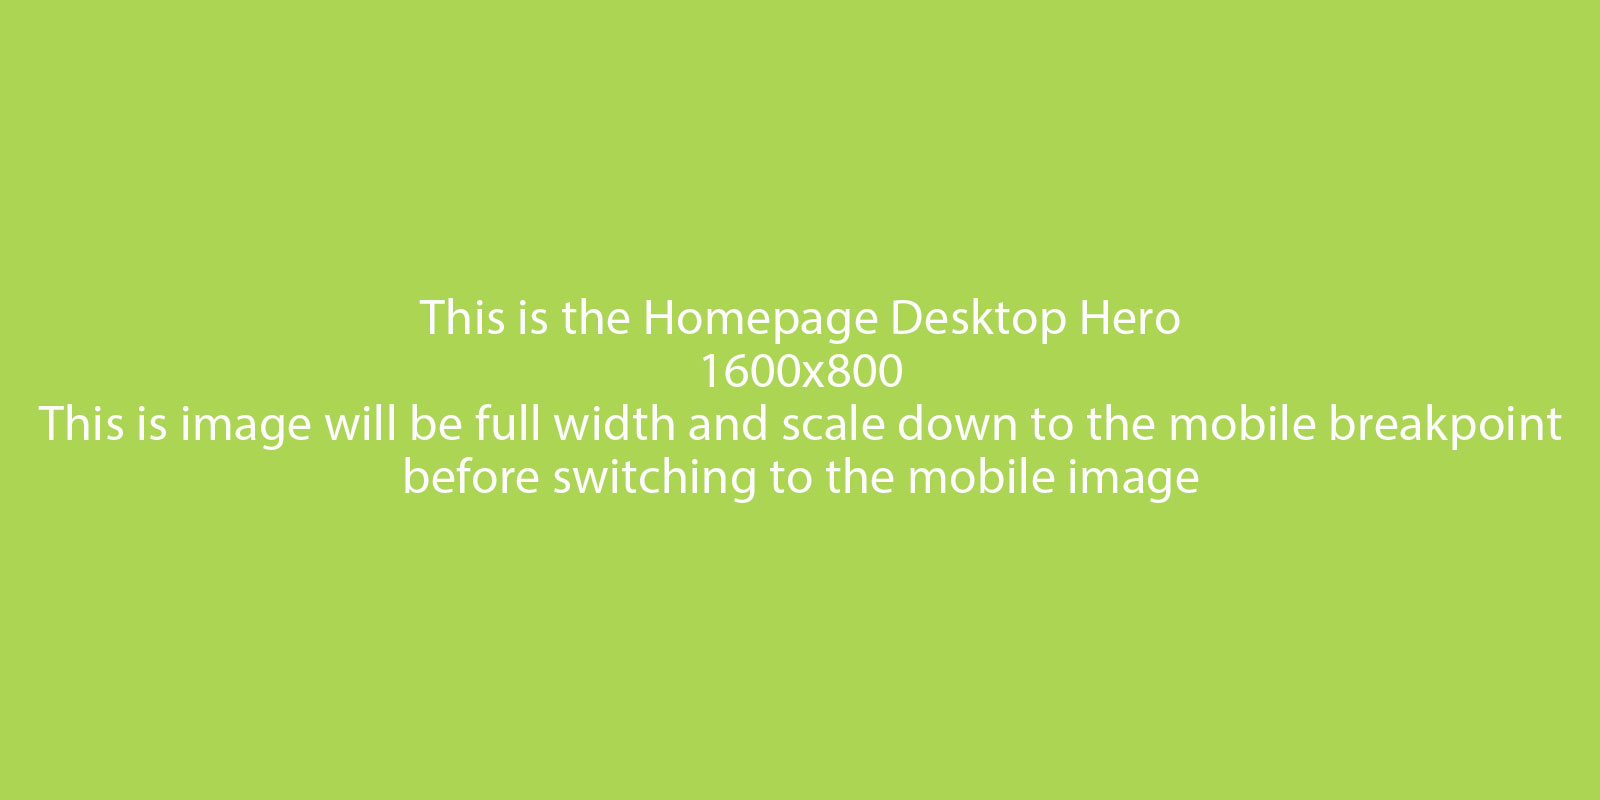 This is the Homepage Desktop Hero
1600x800
This is image will be full width and scale down to the mobile breakpoint
before switching to the mobile image